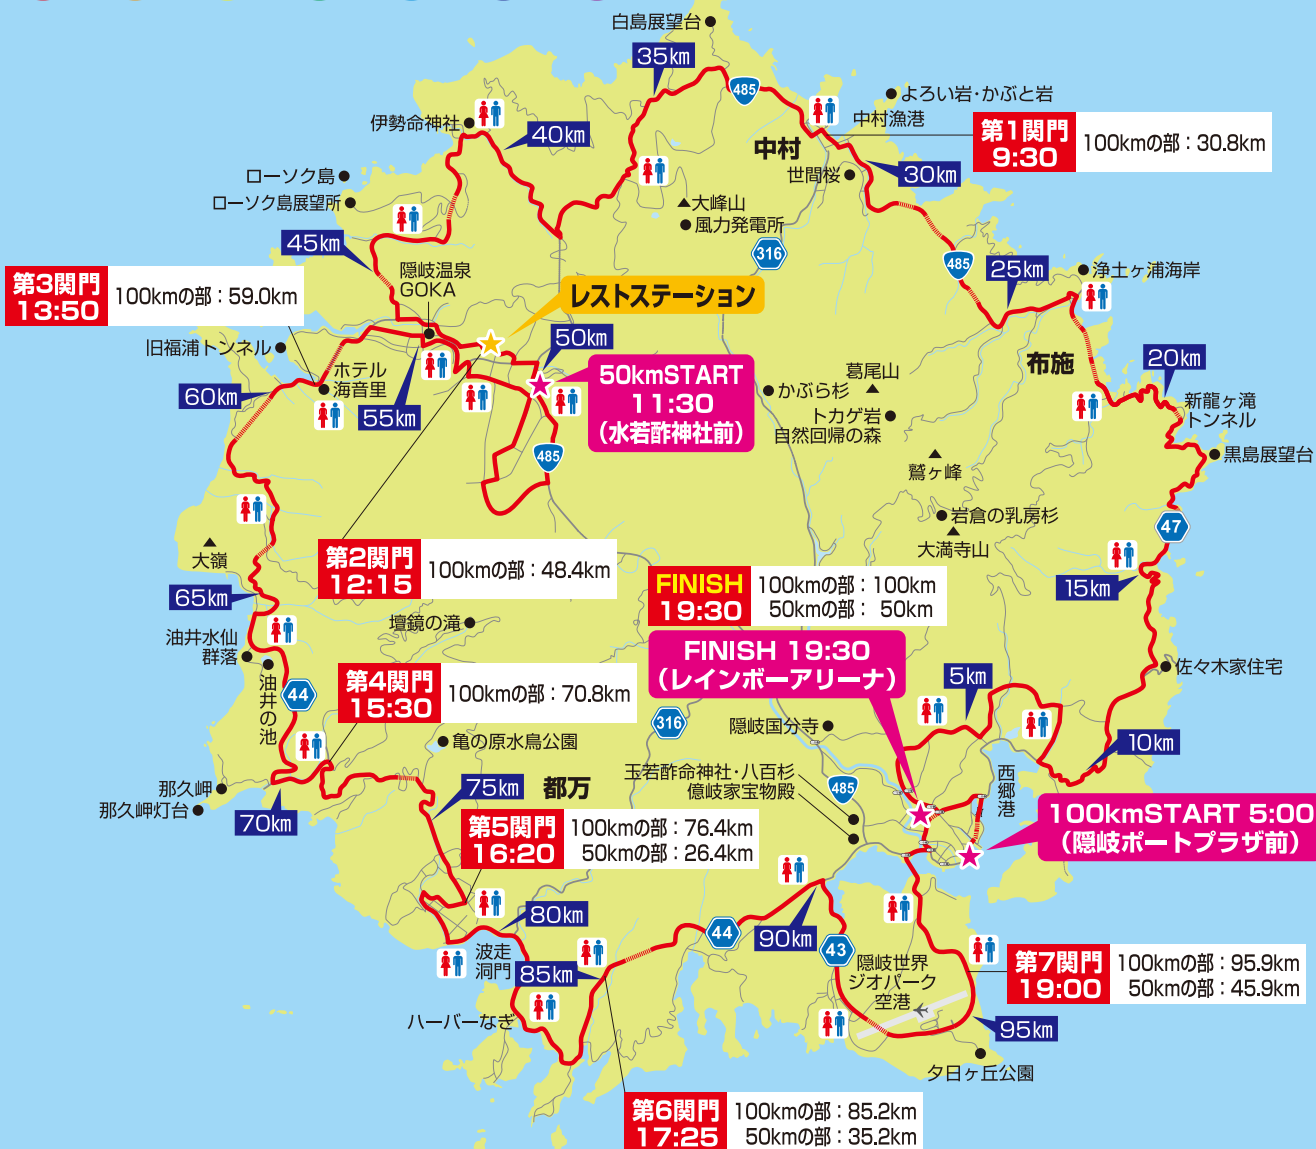 白島展望台
35km
485
よろい岩・かぶと岩
中村漁港
第1関門
9:30
100kmの部：30.8km
伊勢命神社
40km
中村
世間桜
30km
ローソク島
ローソク島展望所
大峰山
風力発電所
316
485
25km
浄土ヶ浦海岸
45km
隠岐温泉
GOKA
第3関門
13:50
100kmの部：59.0km
レストステーション
旧福浦トンネル
50km
布施
20km
ホテル
海音里
50kmSTART
11:30
（水若酢神社前）
葛尾山
かぶら杉
トカゲ岩
自然回帰の森
新龍ヶ滝
トンネル
60km
55km
黒島展望台
485
鷲ヶ峰
岩倉の乳房杉
大満寺山
47
大嶺
第2関門
12:15
100kmの部：48.4km
FINISH
19:30
100kmの部：100km
50kmの部： 50km
15km
65km
壇鏡の滝
油井水仙
群落
油井の池
FINISH 19:30
（レインボーアリーナ）
佐々木家住宅
第4関門
15:30
100kmの部：70.8km
44
5km
316
隠岐国分寺
亀の原水鳥公園
10km
那久岬
那久岬灯台
玉若酢命神社・八百杉
億岐家宝物殿
485
西郷港
75km
都万
70km
100kmSTART 5:00
（隠岐ポートプラザ前）
第5関門
16:20
100kmの部：76.4km
50kmの部：26.4km
80km
44
90km
43
波走
洞門
85km
隠岐世界
ジオパーク
空港
第7関門
19:00
100kmの部：95.9km
50kmの部：45.9km
ハーバーなぎ
95km
夕日ヶ丘公園
第6関門
17:25
100kmの部：85.2km
50kmの部：35.2km